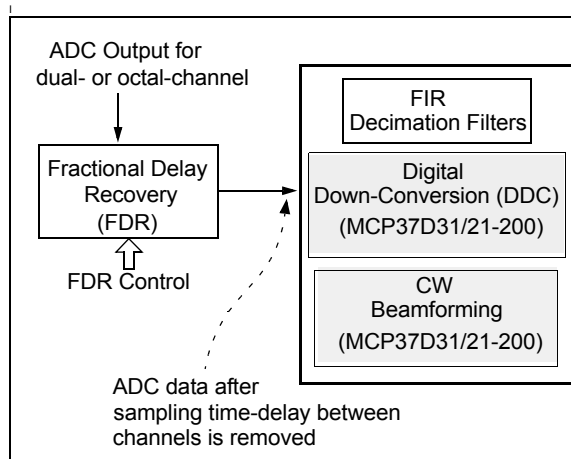 ADC Output for
dual- or octal-channel
Fractional Delay
Recovery
(FDR)
FDR Control
FIR
Decimation Filters
Digital
Down-Conversion (DDC)
(MCP37D31/21-200)
CW
Beamforming
(MCP37D31/21-200)
ADC data after
sampling time-delay between
channels is removed